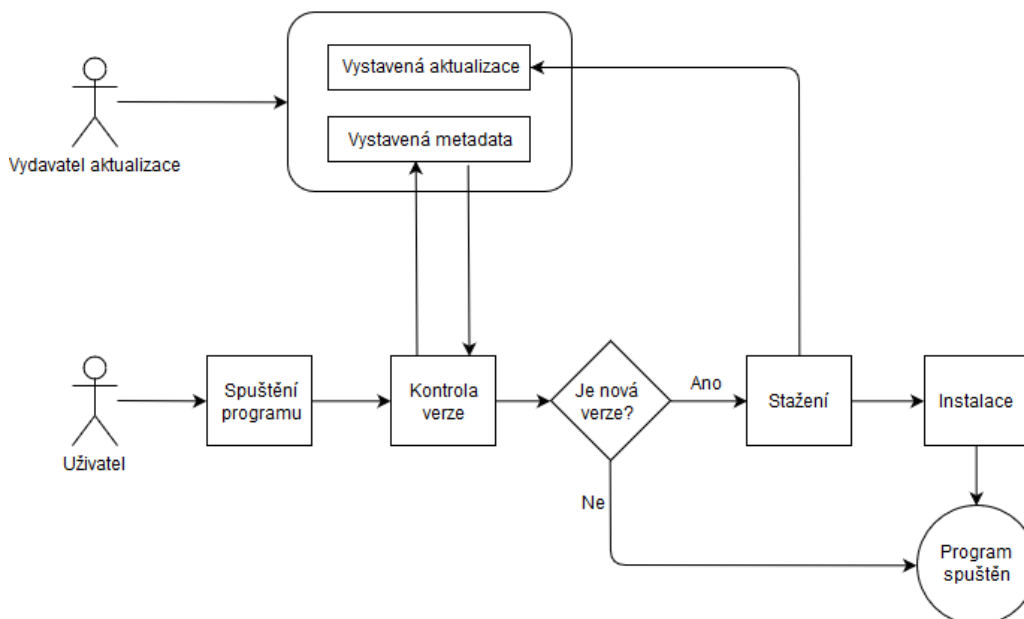 Vystavená aktualizace
Vystavená metadata
Vydavatel aktualizace
Spuštění
programu
Kontrola
verze
Je nová
verze?
Ano
Stažení
Instalace
Uživatel
Ne
Program
spuštěn